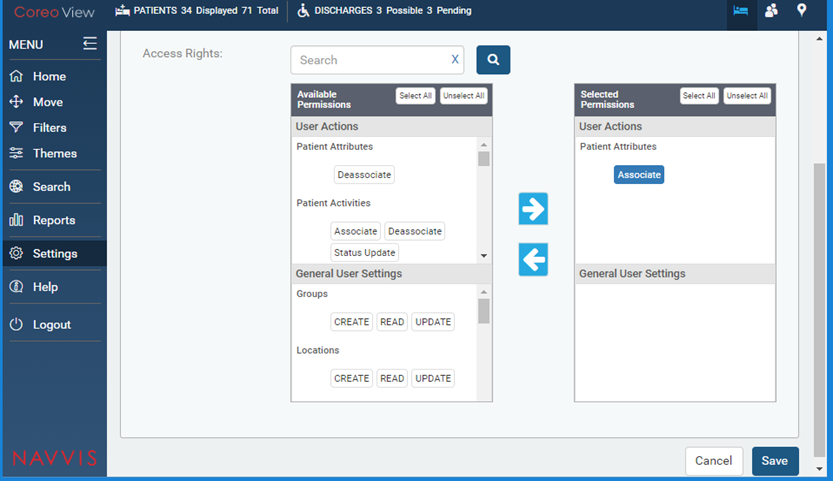 Coreo View
PATIENTS 34 Displayed 71 Total
DISCHARGES 3 Possible 3 Pending
MENU
Home
Move
Filters
Themes
Search
Reports
Settings
Help
Logout
NAVVIS
Access Rights:
Search X
Available Permissions Select All Unselect All
User Actions
Patient Attributes
Deassociate
Patient Activities
Associate Deassociate
Status Update
General User Settings
Groups
CREATE READ UPDATE
Locations
CREATE READ UPDATE
Selected Permissions Select All Unselect All
User Actions
Patient Attributes
Associate
General User Settings
Cancel Save